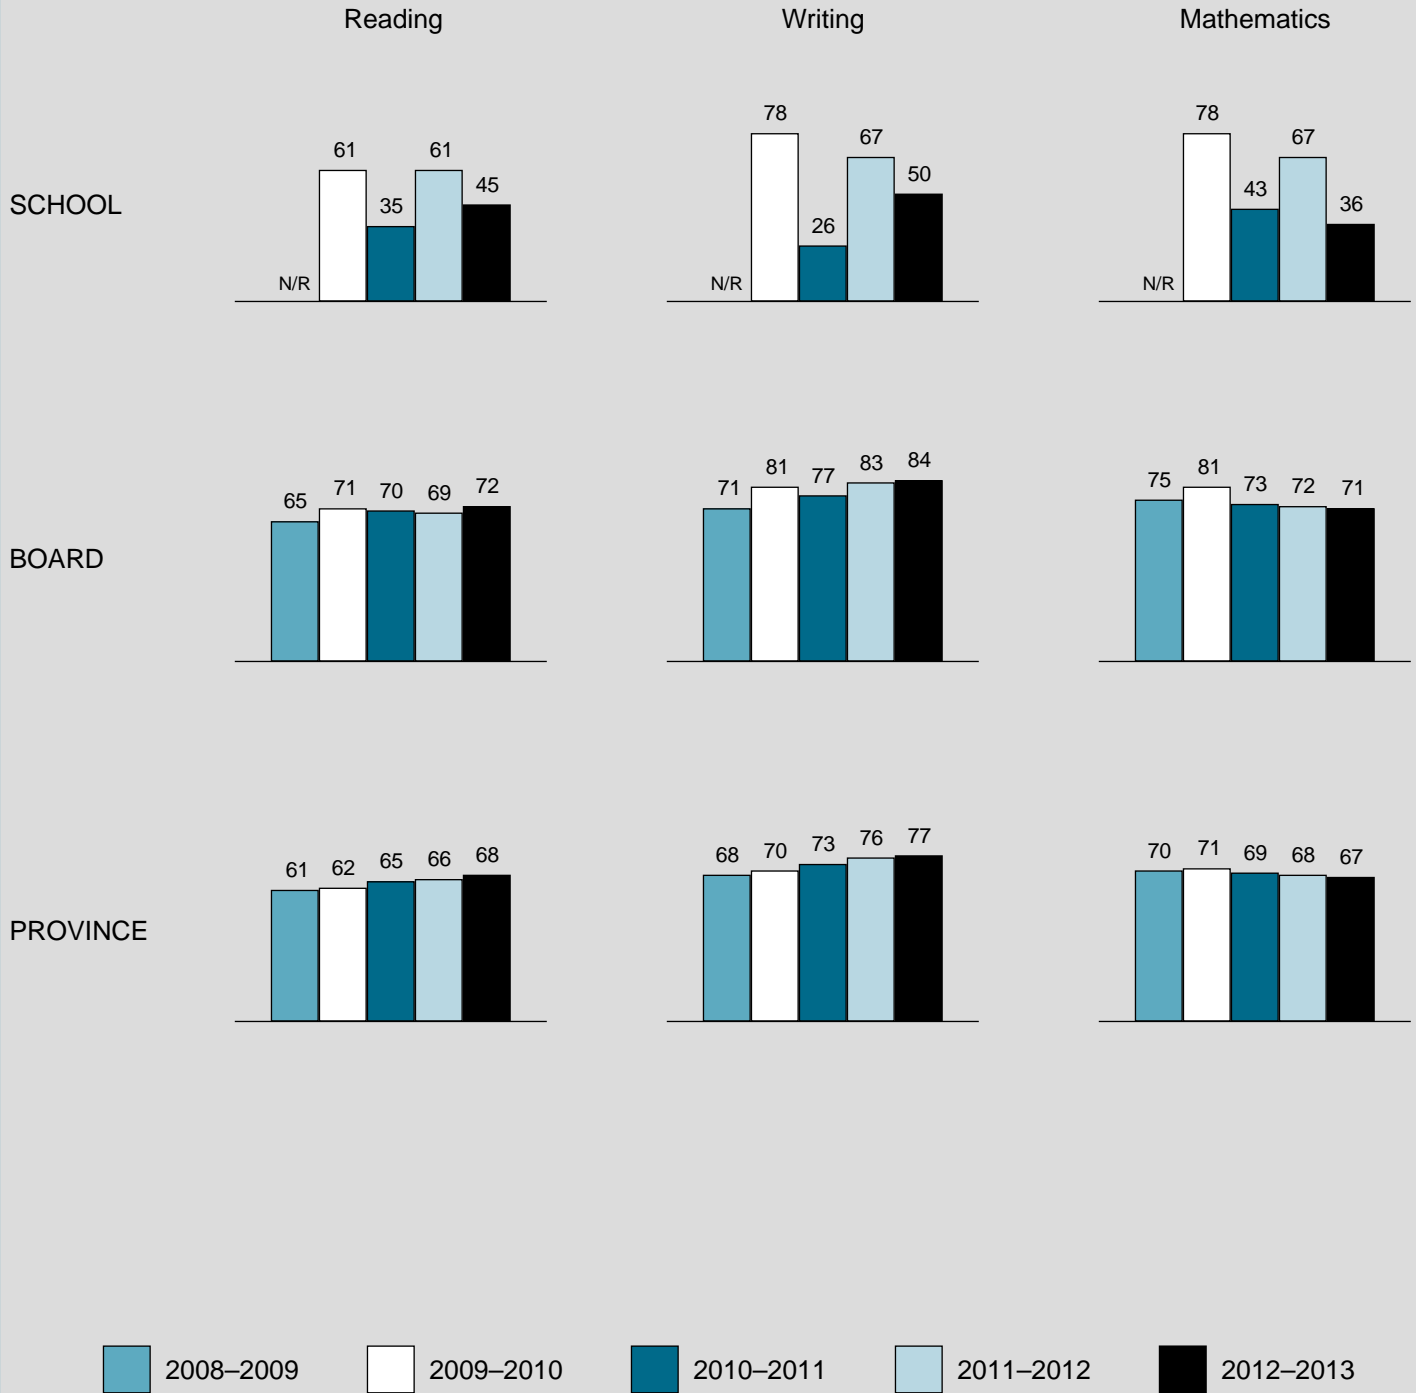 Reading Writing Mathematics
SCHOOL
N/R 61 35 61 45
N/R 78 26 67 50
N/R 78 43 67 36
BOARD
65 71 70 69 72
71 81 77 83 84
75 81 73 72 71
PROVINCE
61 62 65 66 68
68 70 73 76 77
70 71 69 68 67
2008–2009 2009–2010 2010–2011 2011–2012 2012–2013